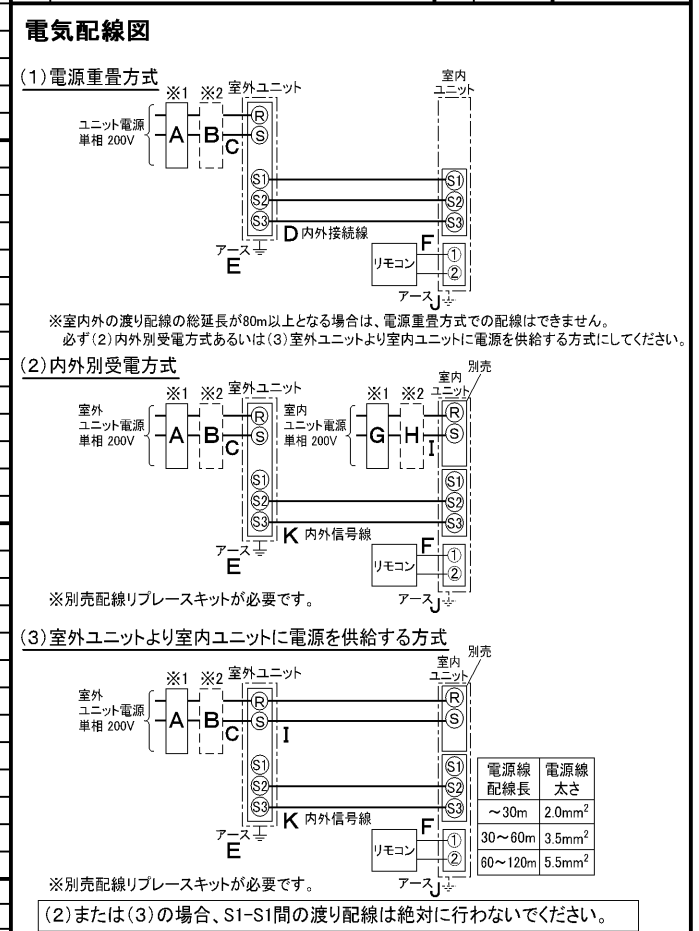 電気配線図
(1)電源重畳方式
※1 ※2 室外ユニット
室内
ユニット
ユニット電源
単相 200V
A B C
R
S
S1 S1
S2 S2
S3 S3
D 内外接続線
アース
E
リモコン
F
①
②
アース J
※室内外の渡り配線の総延長が80m以上となる場合は、電源重畳方式での配線はできません。
必ず(2)内外別受電方式あるいは(3)室外ユニットより室内ユニットに電源を供給する方式にしてください。
(2)内外別受電方式
※1 ※2 室外ユニット
※1 ※2
室内
ユニット
別売
室外
ユニット電源
単相 200V
A B C
R
S
室内
ユニット電源
単相 200V
G H I
R
S
S1 S1
S2 S2
S3 S3
K 内外信号線
アース
E
リモコン
F
①
②
アース J
※別売配線リプレースキットが必要です。
(3)室外ユニットより室内ユニットに電源を供給する方式
※1 ※2 室外ユニット
室内
ユニット
別売
室外
ユニット電源
単相 200V
A B C
R R
S I S
S1 S1
S2 S2
S3 S3
K 内外信号線
アース
E
リモコン
F
①
②
アース J
電源線 電源線
配線長 太さ
～30m 2.0mm²
30～60m 3.5mm²
60～120m 5.5mm²
※別売配線リプレースキットが必要です。
(2)または(3)の場合、S1-S1間の渡り配線は絶対に行わないでください。